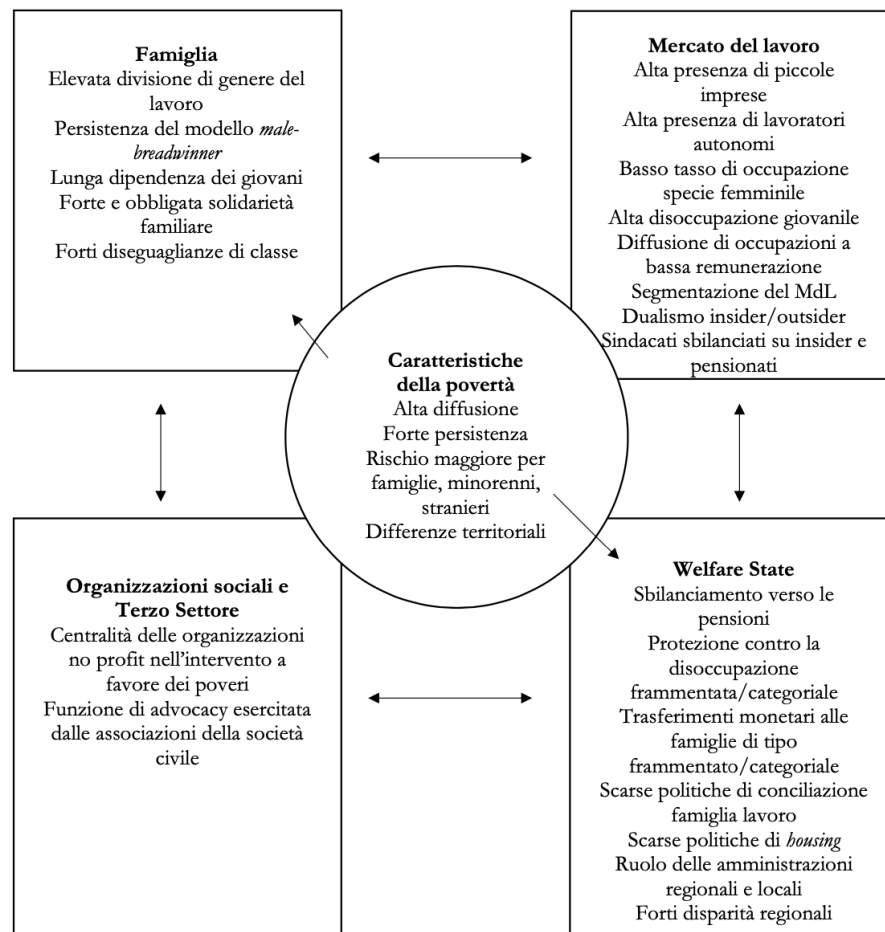 Famiglia
Elevata divisione di genere del
lavoro
Persistenza del modello male-
breadwinner
Lunga dipendenza dei giovani
Forte e obbligata solidarietà
familiare
Forti diseguaglianze di classe
Mercato del lavoro
Alta presenza di piccole
imprese
Alta presenza di lavoratori
autonomi
Basso tasso di occupazione
specie femminile
Alta disoccupazione giovanile
Diffusione di occupazioni a
bassa remunerazione
Segmentazione del MdL
Dualismo insider/outsider
Sindacati sbilanciati su insider e
pensionati
Caratteristiche
della povertà
Alta diffusione
Forte persistenza
Rischio maggiore per
famiglie, minorenni,
stranieri
Differenze territoriali
Organizzazioni sociali e
Terzo Settore
Centralità delle organizzazioni
no profit nell'intervento a
favore dei poveri
Funzione di advocacy esercitata
dalle associazioni della società
civile
Welfare State
Sbilanciamento verso le
pensioni
Protezione contro la
disoccupazione
frammentata/categoriale
Trasferimenti monetari alle
famiglie di tipo
frammentato/categoriale
Scarse politiche di conciliazione
famiglia lavoro
Scarse politiche di housing
Ruolo delle amministrazioni
regionali e locali
Forti disparità regionali